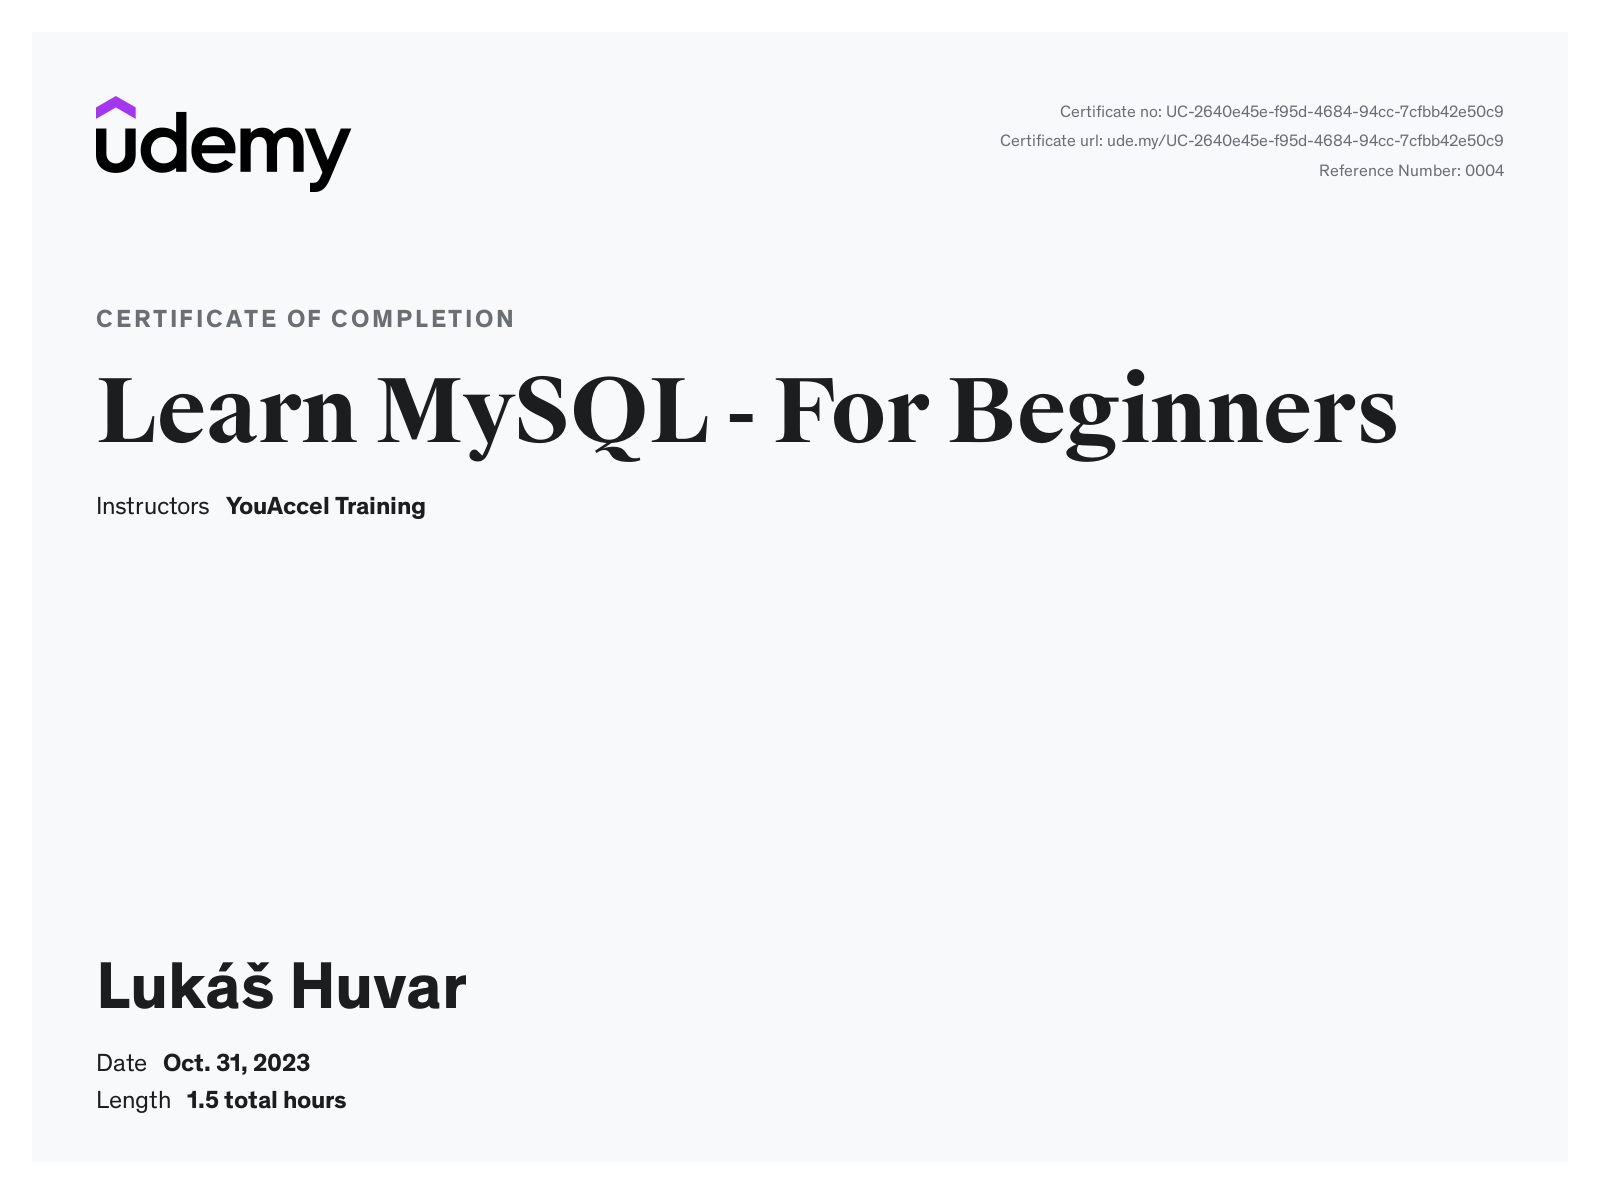 udemy
Certificate no: UC-2640e45e-f95d-4684-94cc-7cfbb42e50c9
Certificate url: ude.my/UC-2640e45e-f95d-4684-94cc-7cfbb42e50c9
Reference Number: 0004
CERTIFICATE OF COMPLETION
Learn MySQL - For Beginners
Instructors YouAccel Training
Lukáš Huvar
Date Oct. 31, 2023
Length 1.5 total hours